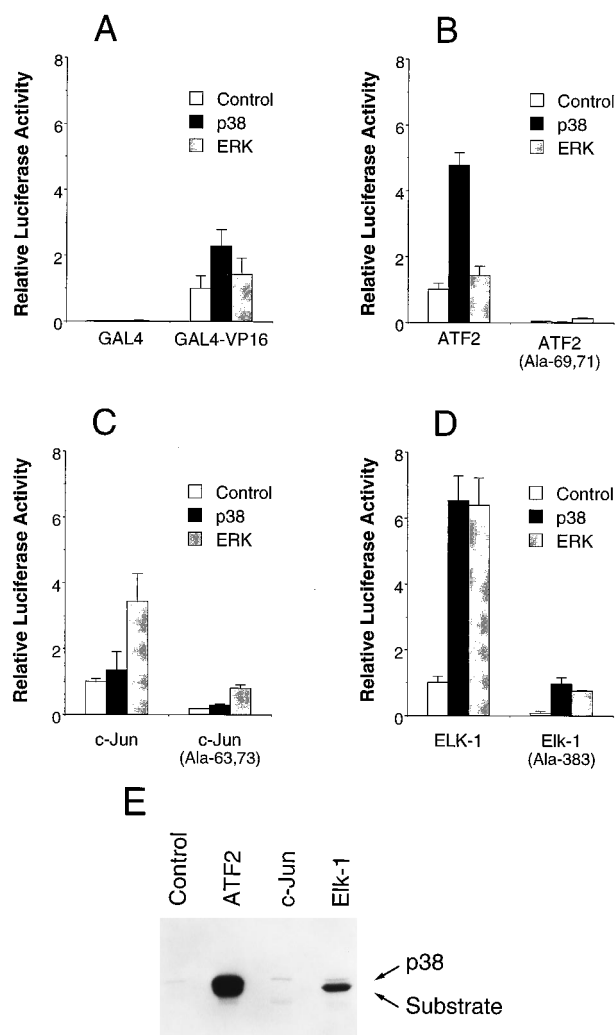 A
Relative Luciferase Activity
8
6
4
2
0
Control
p38
ERK
GAL4
GAL4-VP16
B
Relative Luciferase Activity
8
6
4
2
0
Control
p38
ERK
ATF2
ATF2
(Ala-69,71)
C
Relative Luciferase Activity
8
6
4
2
0
Control
p38
ERK
c-Jun
c-Jun
(Ala-63,73)
D
Relative Luciferase Activity
8
6
4
2
0
Control
p38
ERK
ELK-1
Elk-1
(Ala-383)
E
Control
ATF2
c-Jun
Elk-1
p38
Substrate